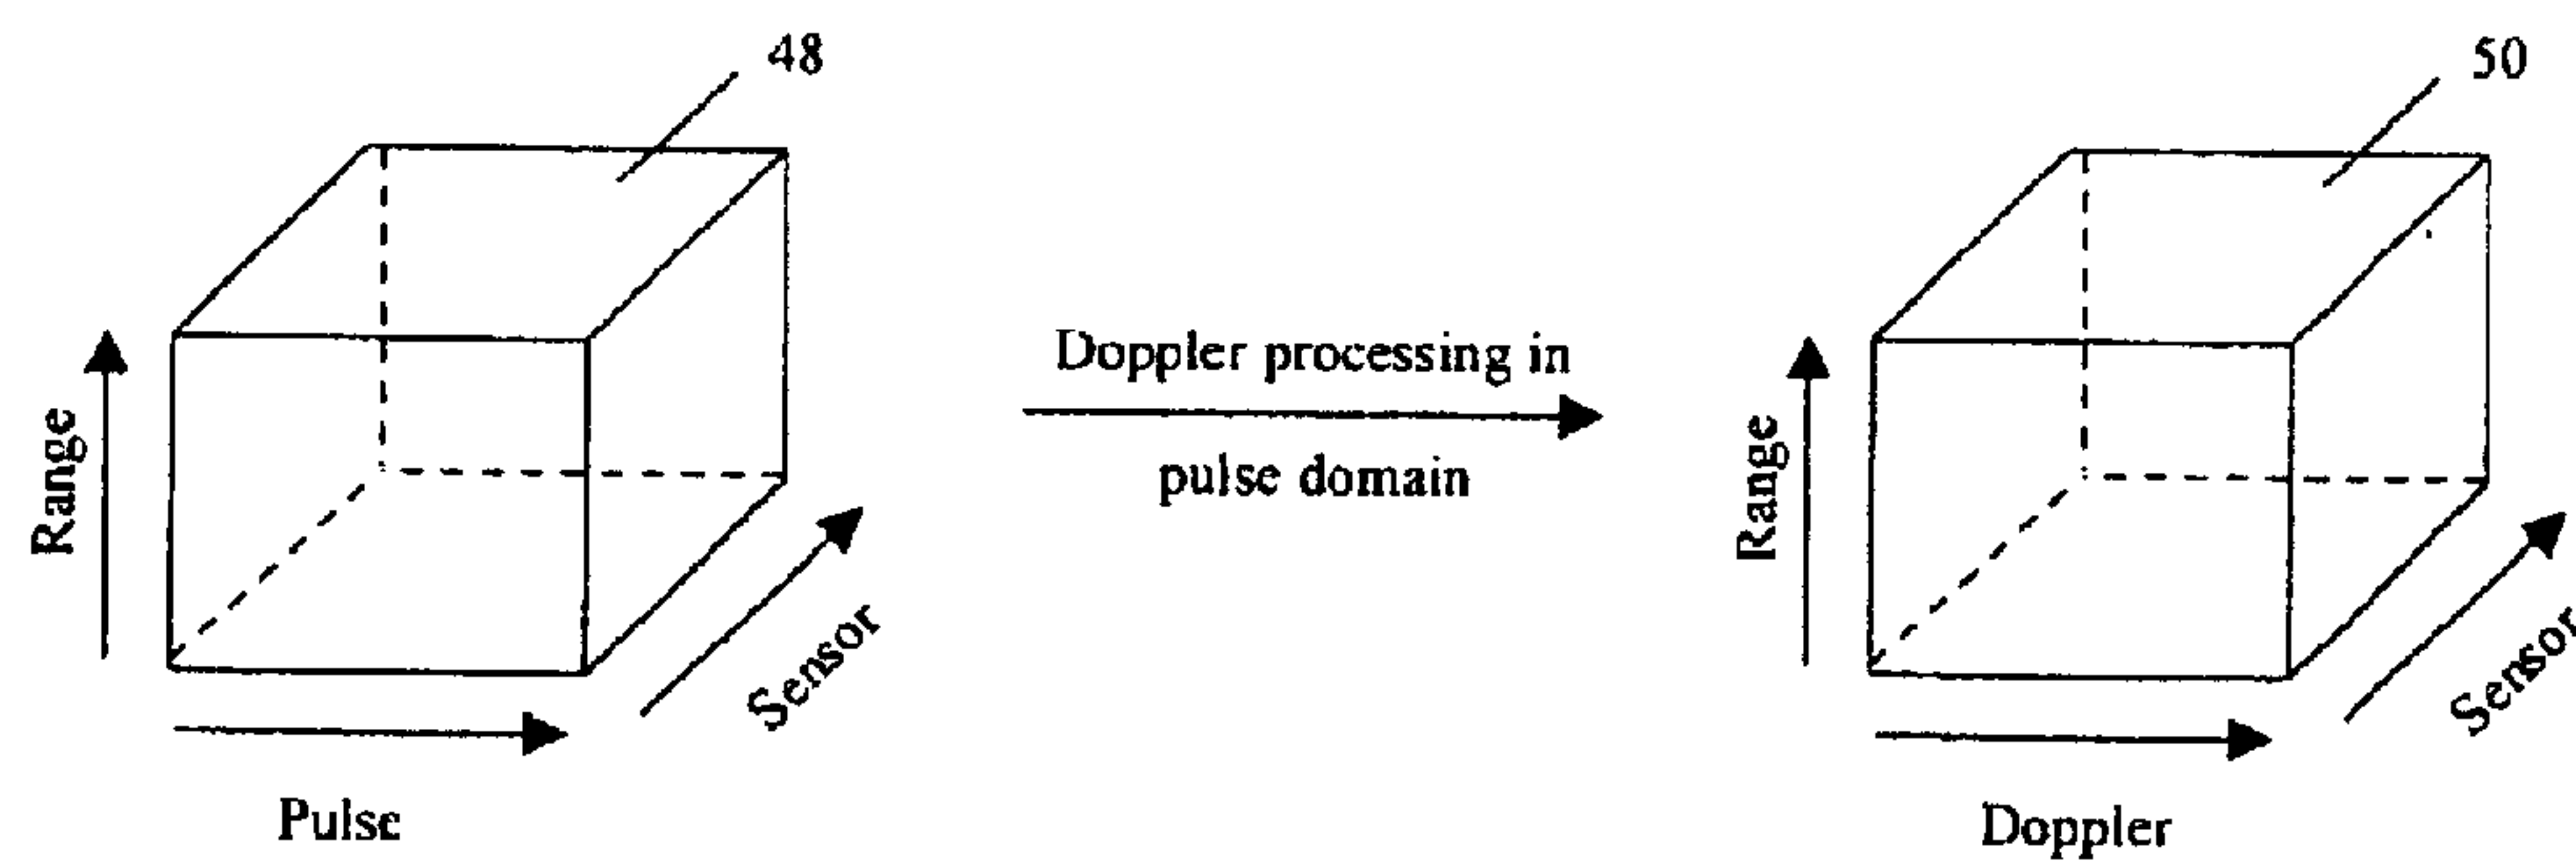 48
50
Range
Doppler processing in
pulse domain
Range
Sensor
Sensor
Pulse
Doppler